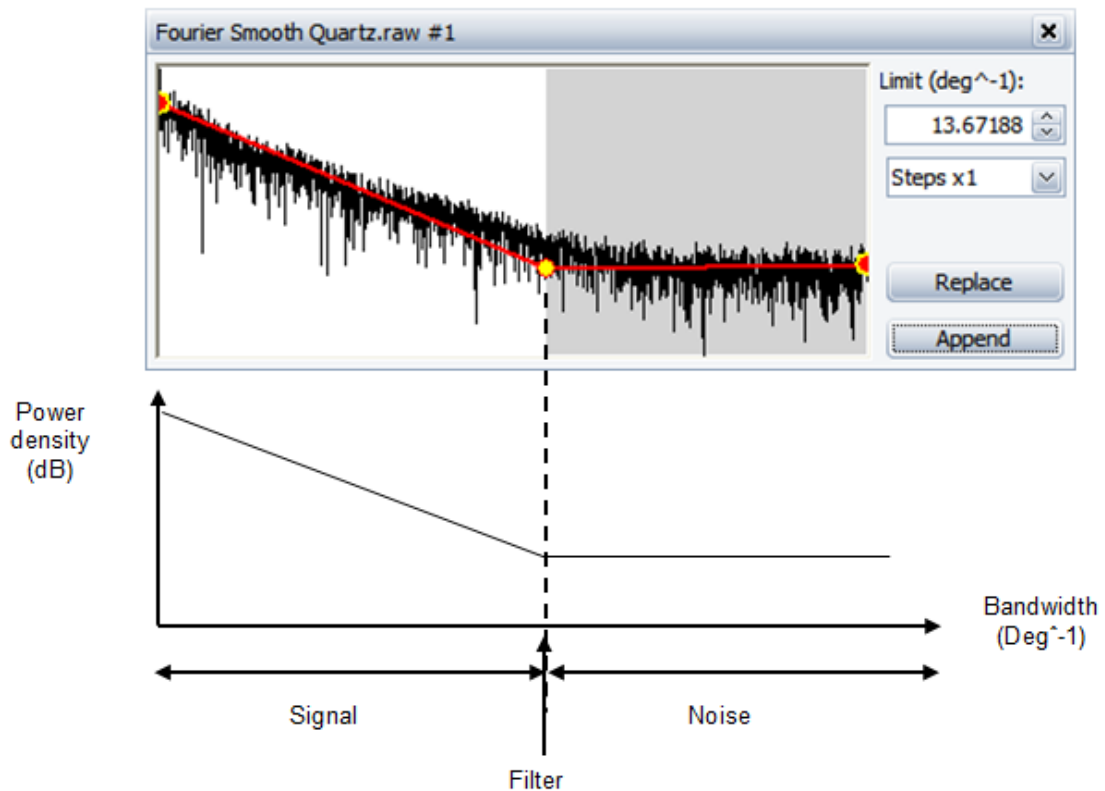 Fourier Smooth Quartz.raw #1
Limit (deg^-1):
13.67188
Steps x1
Replace
Append
Power
density
(dB)
Bandwidth
(Deg^-1)
Signal
Noise
Filter